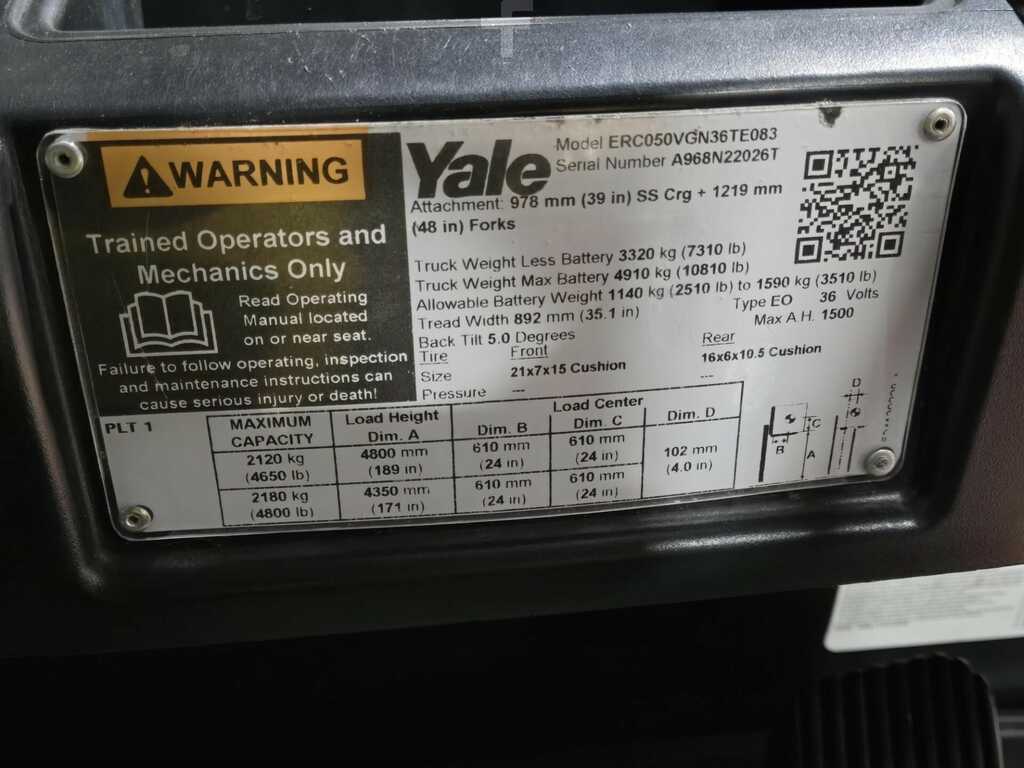 WARNING
Trained Operators and
Mechanics Only
Read Operating
Manual located
on or near seat.
Failure to follow operating, inspection
and maintenance instructions can
cause serious injury or death!
PLT 1
Yale
Model ERC050VGN36TE083
Serial Number A968N22026T
Attachment: 978 mm (39 in) SS Crg + 1219 mm
(48 in) Forks
Truck Weight Less Battery 3320 kg (7310 lb)
Truck Weight Max Battery 4910 kg (10810 lb)
Allowable Battery Weight 1140 kg (2510 lb) to 1590 kg (3510 lb)
Tread Width 892 mm (35.1 in) Type EO 36 Volts
Back Tilt 5.0 Degrees Max A.H. 1500
Tire Front Rear
Size 21x7x15 Cushion 16x6x10.5 Cushion
Pressure --- ---
MAXIMUM CAPACITY Load Height Dim. A Load Center Dim. B Dim. C Dim. D
2120 kg (4650 lb) 4800 mm (189 in) 610 mm (24 in) 610 mm (24 in) 102 mm (4.0 in)
2180 kg (4800 lb) 4350 mm (171 in) 610 mm (24 in) 610 mm (24 in)
D
C
B
A